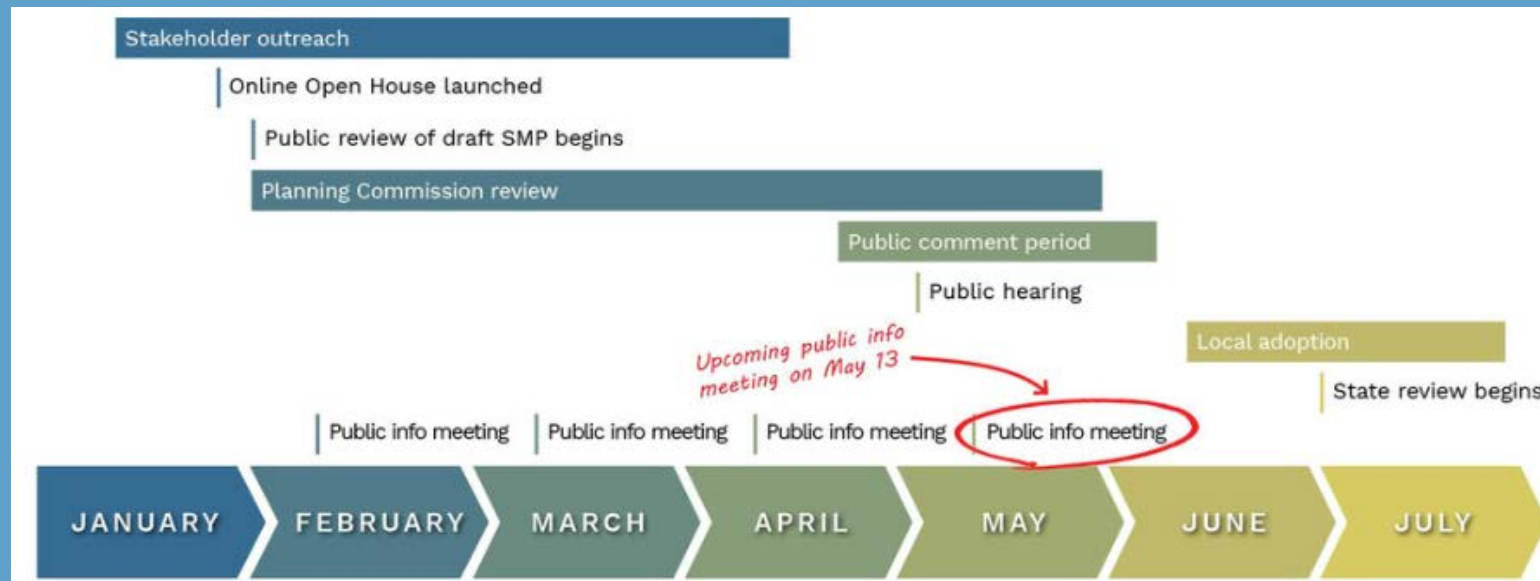 Stakeholder outreach
Online Open House launched
Public review of draft SMP begins
Planning Commission review
Public comment period
Public hearing
Local adoption
Upcoming public info
meeting on May 13
State review begins
Public info meeting
Public info meeting
Public info meeting
Public info meeting
JANUARY
FEBRUARY
MARCH
APRIL
MAY
JUNE
JULY